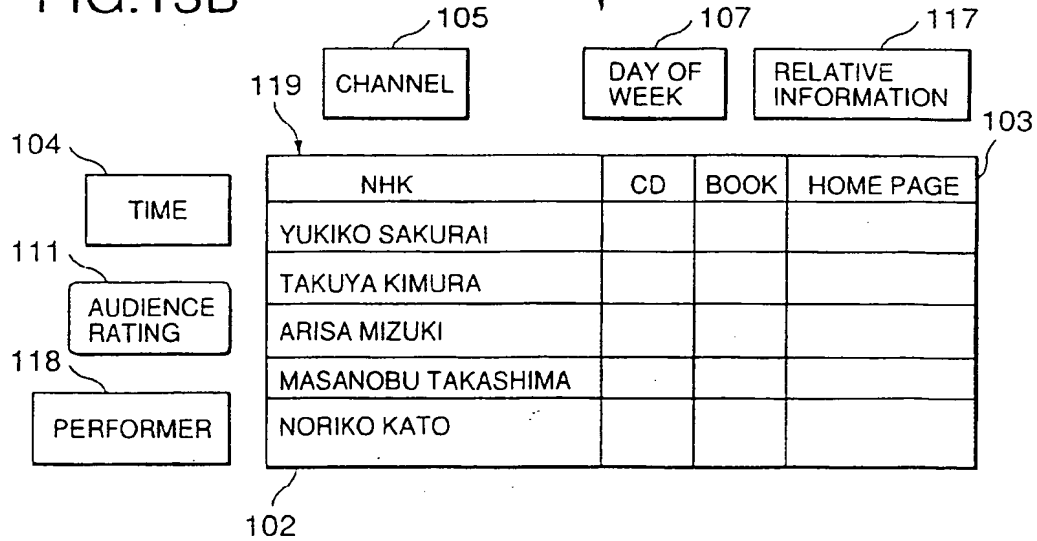 FIG.13B
105
107
117
CHANNEL
DAY OF
WEEK
RELATIVE
INFORMATION
119
103
104
TIME
NHK
CD
BOOK
HOME PAGE
YUKIKO SAKURAI
111
AUDIENCE
RATING
TAKUYA KIMURA
ARISA MIZUKI
118
PERFORMER
MASANOBU TAKASHIMA
NORIKO KATO
102